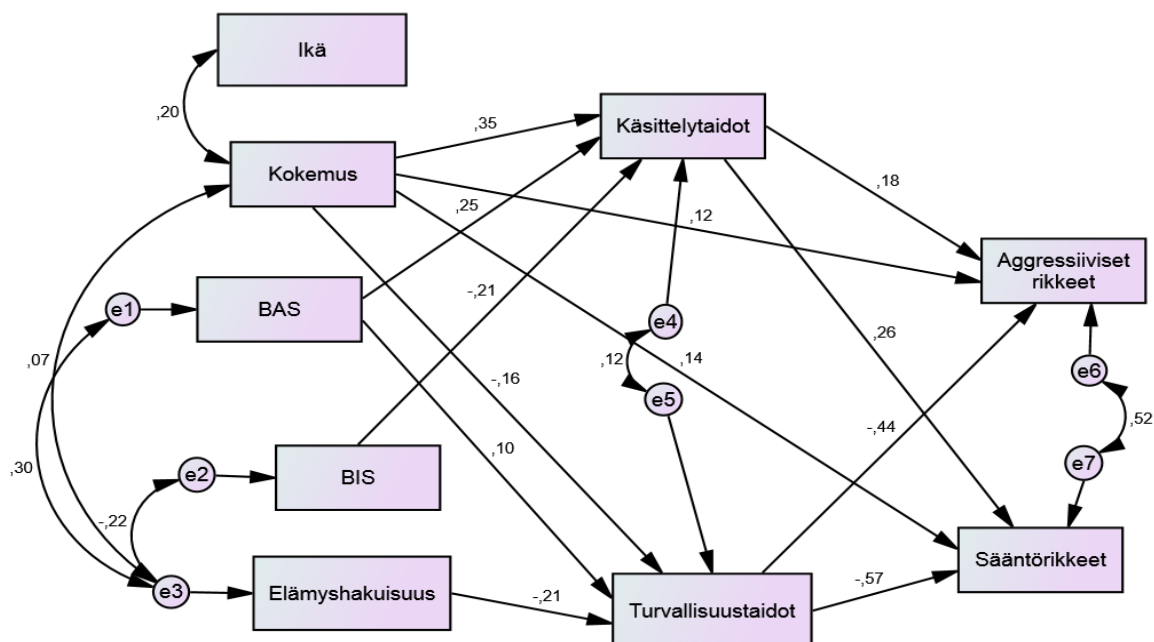 Ikä
,20
Kokemus
,35
Käsittelytaidot
,25
,12
,18
Aggressiiviset
rikkeet
-,21
e1
BAS
e4
,07
,12
,14
,26
e5
e6
-,16
,30
-,44
,52
,10
e2
BIS
e7
-,22
e3
Elämyshakuisuus
-,21
Turvallisuustaidot
-,57
Sääntörikkeet